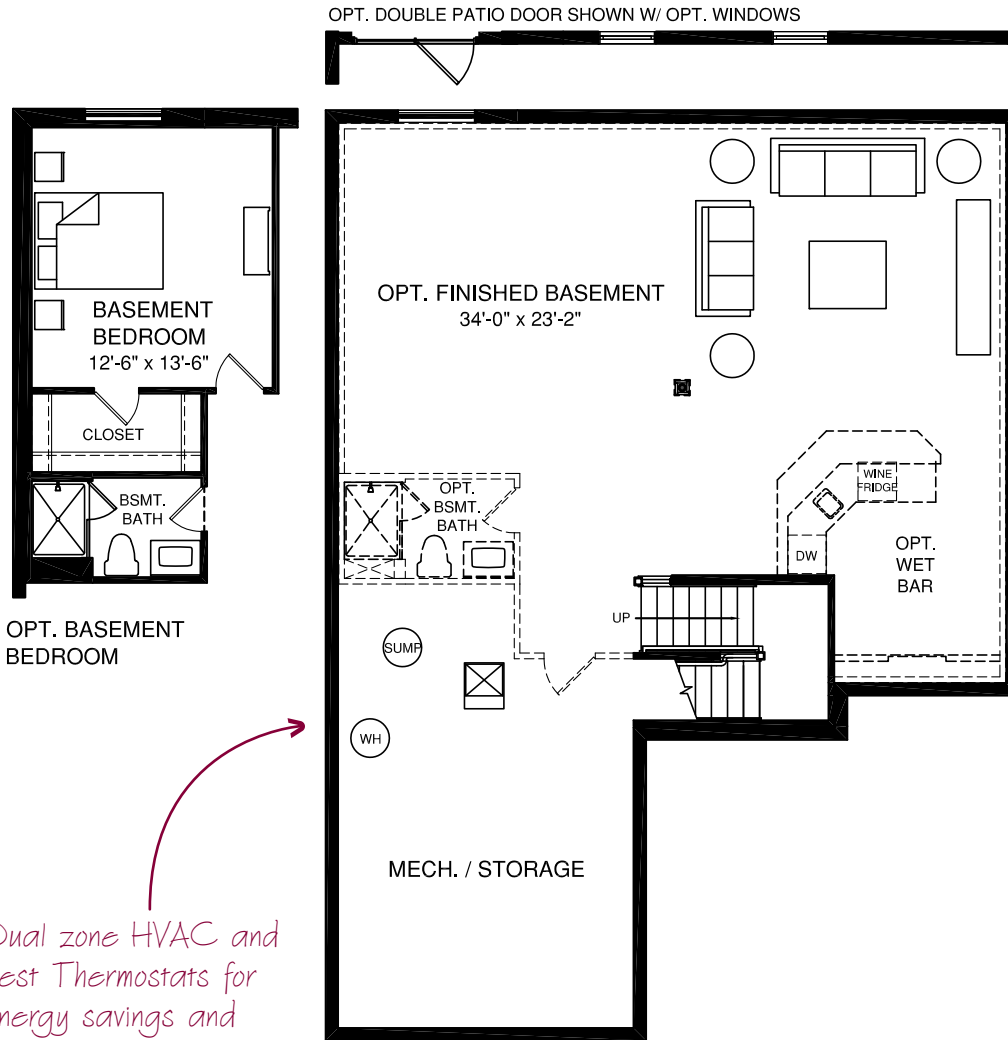 OPT. DOUBLE PATIO DOOR SHOWN W/ OPT. WINDOWS
BASEMENT
BEDROOM
12'-6" x 13'-6"
CLOSET
BSMT.
BATH
OPT. BASEMENT
BEDROOM
OPT. FINISHED BASEMENT
34'-0" x 23'-2"
OPT.
BSMT.
BATH
WINE
FRIDGE
DW
OPT.
WET
BAR
UP
SUMP
WH
MECH. / STORAGE
Dual zone HVAC and
est Thermostats for
nergy savings and